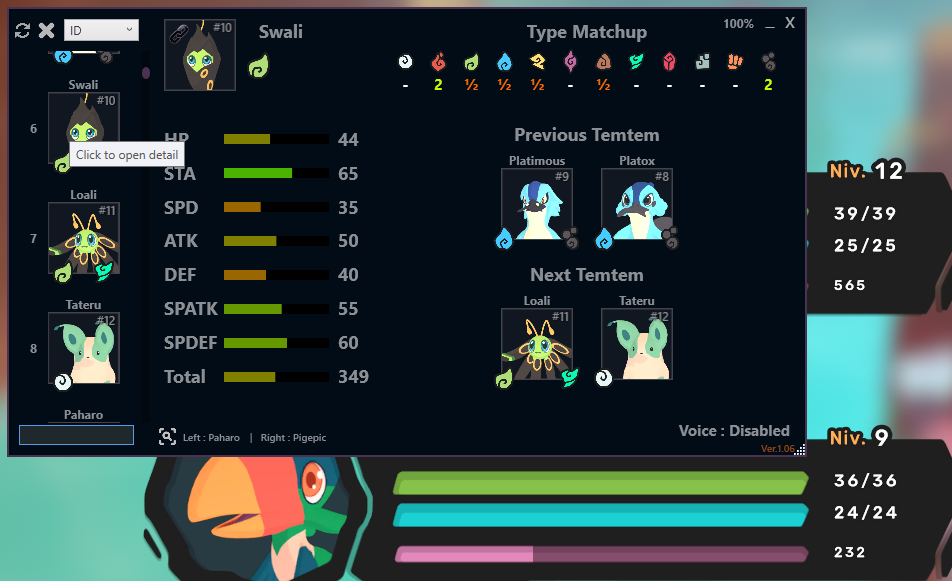 ID
#10
Swali
Type Matchup
100%
_
X
- 2 ½ ½ ½ - ½ - - - - 2
Swali
#10
6
Click to open detail
Loali
#11
7
Tateru
#12
8
Paharo
HP 44
STA 65
SPD 35
ATK 50
DEF 40
SPATK 55
SPDEF 60
Total 349
Previous Temtem
Platimous Platox
#9 #8
Next Temtem
Loali Tateru
#11 #12
Left : Paharo | Right : Pigepic
Voice : Disabled
Ver.1.06
Niv. 12
39/39
25/25
565
Niv. 9
36/36
24/24
232